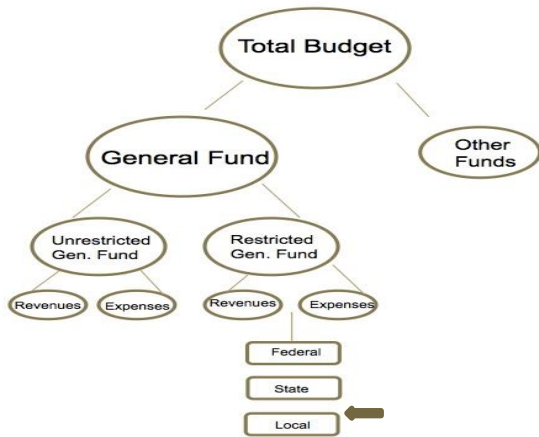 Total Budget
General Fund
Other
Funds
Unrestricted
Gen. Fund
Restricted
Gen. Fund
Revenues
Expenses
Revenues
Expenses
Federal
State
Local